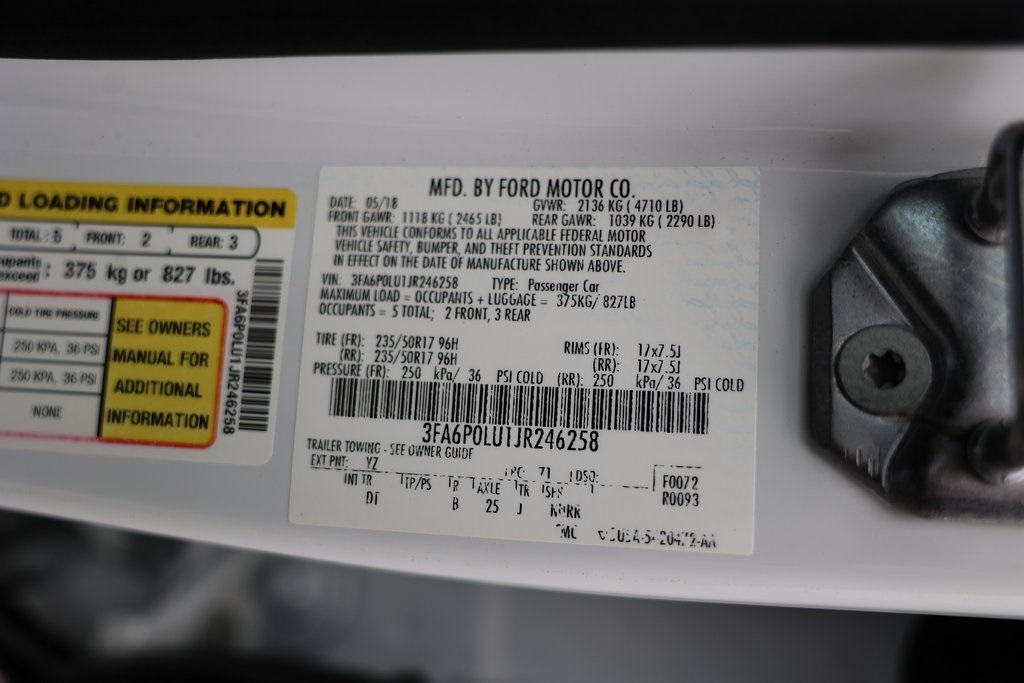 D LOADING INFORMATION
TOTAL: 5 FRONT: 2 REAR: 3
exceed : 375 kg or 827 lbs.
COLD TIRE PRESSURE
250 KPA, 36 PSI
250 KPA, 36 PSI
NONE
SEE OWNERS
MANUAL FOR
ADDITIONAL
INFORMATION
3FA6P0LU1JR246258
MFD. BY FORD MOTOR CO.
DATE: 05/18 GVWR: 2136 KG ( 4710 LB)
FRONT GAWR: 1118 KG ( 2465 LB) REAR GAWR: 1039 KG ( 2290 LB)
THIS VEHICLE CONFORMS TO ALL APPLICABLE FEDERAL MOTOR
VEHICLE SAFETY, BUMPER, AND THEFT PREVENTION STANDARDS
IN EFFECT ON THE DATE OF MANUFACTURE SHOWN ABOVE.
VIN: 3FA6P0LU1JR246258 TYPE: Passenger Car
MAXIMUM LOAD = OCCUPANTS + LUGGAGE = 375KG/ 827LB
OCCUPANTS = 5 TOTAL; 2 FRONT, 3 REAR
TIRE (FR): 235/50R17 96H RIMS (FR): 17x7.5J
(RR): 235/50R17 96H (RR): 17x7.5J
PRESSURE (FR): 250 kPa/ 36 PSI COLD (RR): 250 kPa/ 36 PSI COLD
3FA6P0LU1JR246258
TRAILER TOWING - SEE OWNER GUIDE
EXT PNT: YZ 71 DSO: F0072
INT TR TP/PS R AXLE TR R0093
DT B 25 J